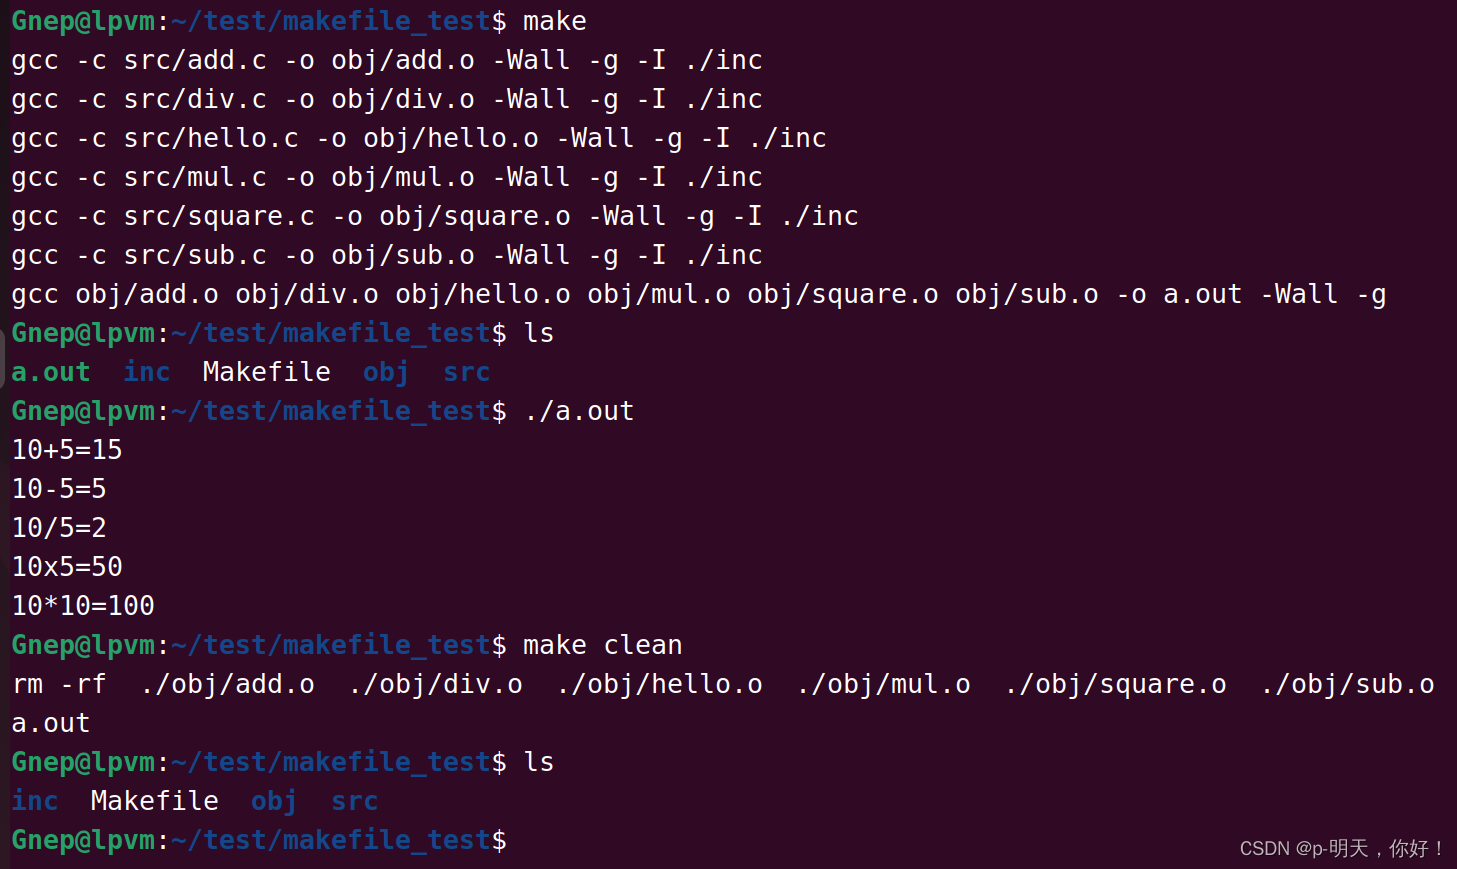 Gnep@lpvm:~/test/makefile_test$ make
gcc -c src/add.c -o obj/add.o -Wall -g -I ./inc
gcc -c src/div.c -o obj/div.o -Wall -g -I ./inc
gcc -c src/hello.c -o obj/hello.o -Wall -g -I ./inc
gcc -c src/mul.c -o obj/mul.o -Wall -g -I ./inc
gcc -c src/square.c -o obj/square.o -Wall -g -I ./inc
gcc -c src/sub.c -o obj/sub.o -Wall -g -I ./inc
gcc obj/add.o obj/div.o obj/hello.o obj/mul.o obj/square.o obj/sub.o -o a.out -Wall -g
Gnep@lpvm:~/test/makefile_test$ ls
a.out  inc  Makefile  obj  src
Gnep@lpvm:~/test/makefile_test$ ./a.out
10+5=15
10-5=5
10/5=2
10x5=50
10*10=100
Gnep@lpvm:~/test/makefile_test$ make clean
rm -rf  ./obj/add.o  ./obj/div.o  ./obj/hello.o  ./obj/mul.o  ./obj/square.o  ./obj/sub.o
a.out
Gnep@lpvm:~/test/makefile_test$ ls
inc  Makefile  obj  src
Gnep@lpvm:~/test/makefile_test$
CSDN @p-明天，你好！